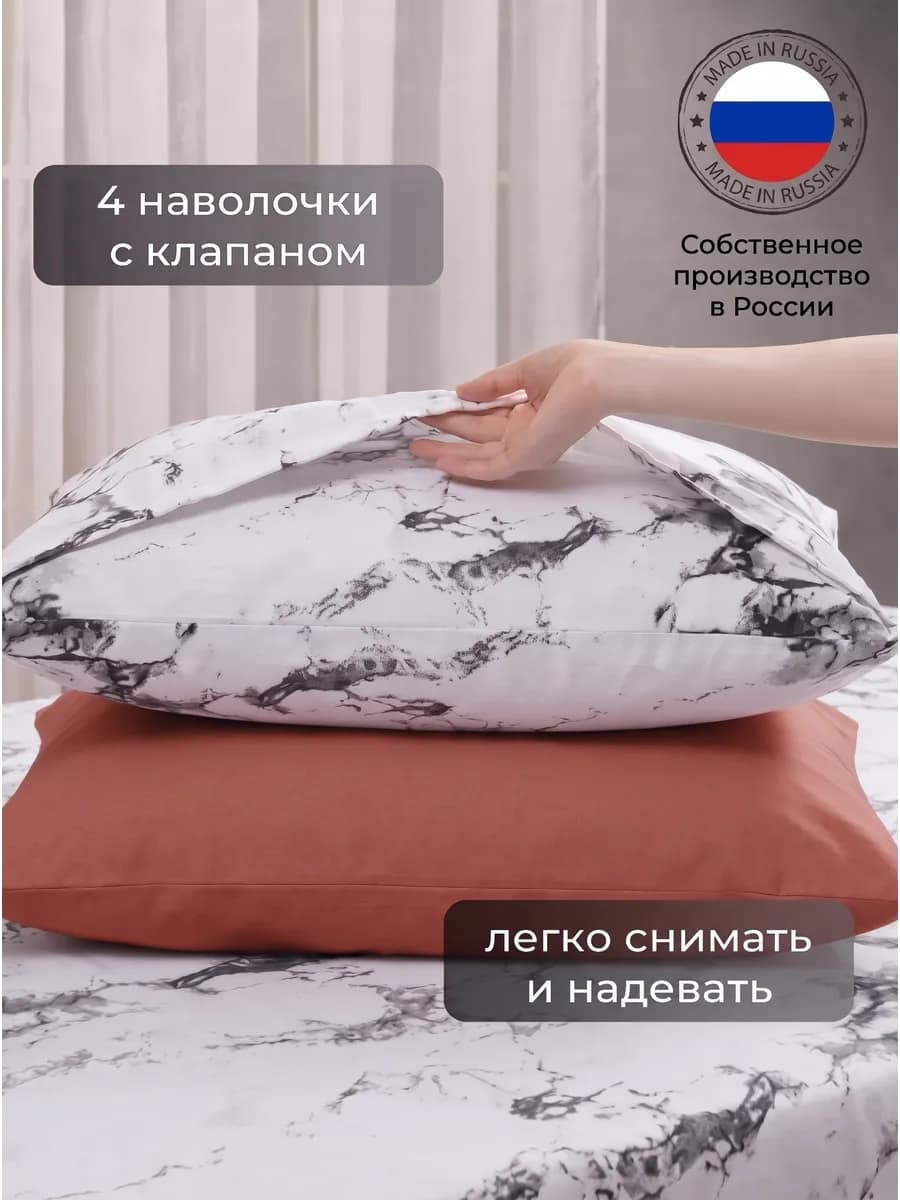 MADE IN RUSSIA
MADE IN RUSSIA
4 наволочки
с клапаном
Собственное
производство
в России
легко снимать
и надевать